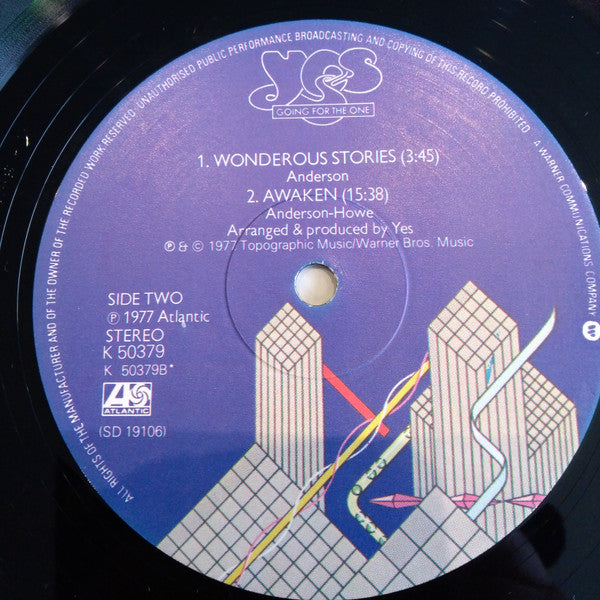 ALL RIGHTS OF THE MANUFACTURER AND OF THE OWNER OF THE RECORDED WORK RESERVED. UNAUTHORISED PUBLIC PERFORMANCE BROADCASTING AND COPYING OF THIS RECORD PROHIBITED.
A WARNER COMMUNICATIONS COMPANY
YES
GOING FOR THE ONE
1. WONDEROUS STORIES (3:45)
Anderson
2. AWAKEN (15:38)
Anderson-Howe
Arranged & produced by Yes
℗ & © 1977 Topographic Music/Warner Bros. Music
SIDE TWO
℗ 1977 Atlantic
STEREO
K 50379
K 50379B*
ATLANTIC
(SD 19106)